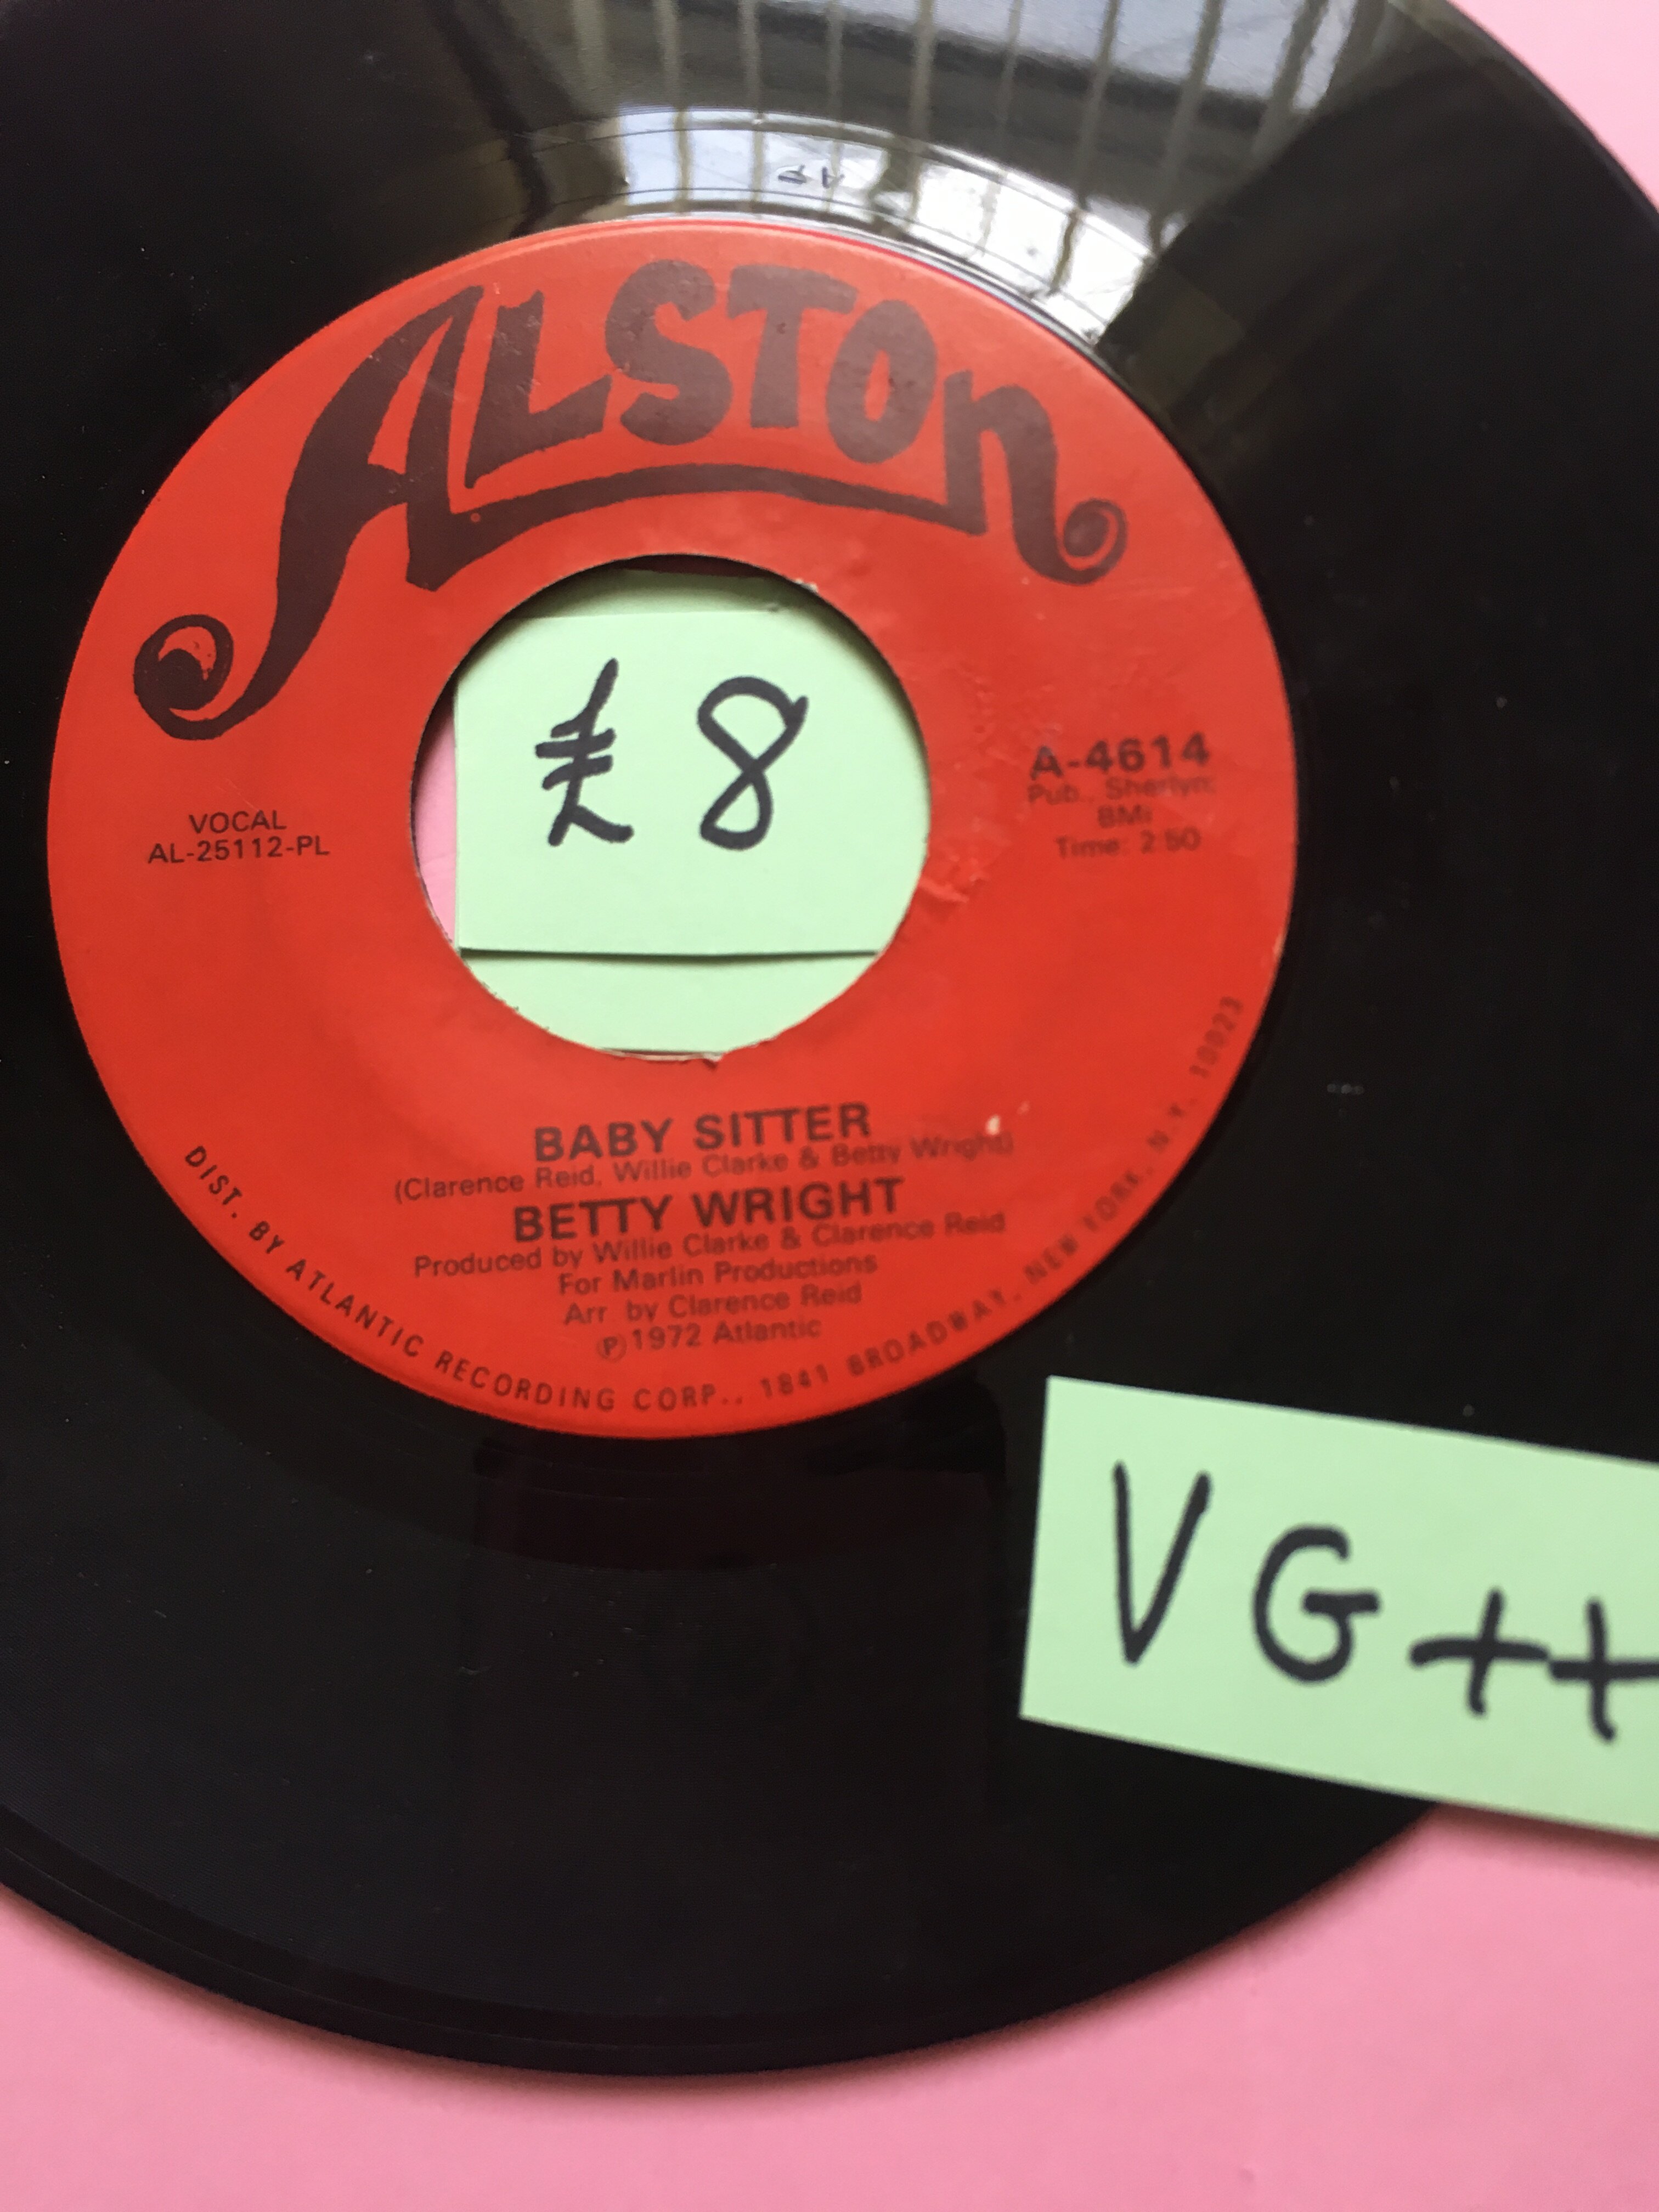 ALSTON
£ 8
A-4614
Pub., Sherlyn;
BMI
Time: 2:50
VOCAL
AL-25112-PL
BABY SITTER
(Clarence Reid, Willie Clarke & Betty Wright)
BETTY WRIGHT
Produced by Willie Clarke & Clarence Reid
For Marlin Productions
Arr. by Clarence Reid
℗ 1972 Atlantic
DIST. BY ATLANTIC RECORDING CORP., 1841 BROADWAY, NEW YORK, N.Y. 10023
VG++